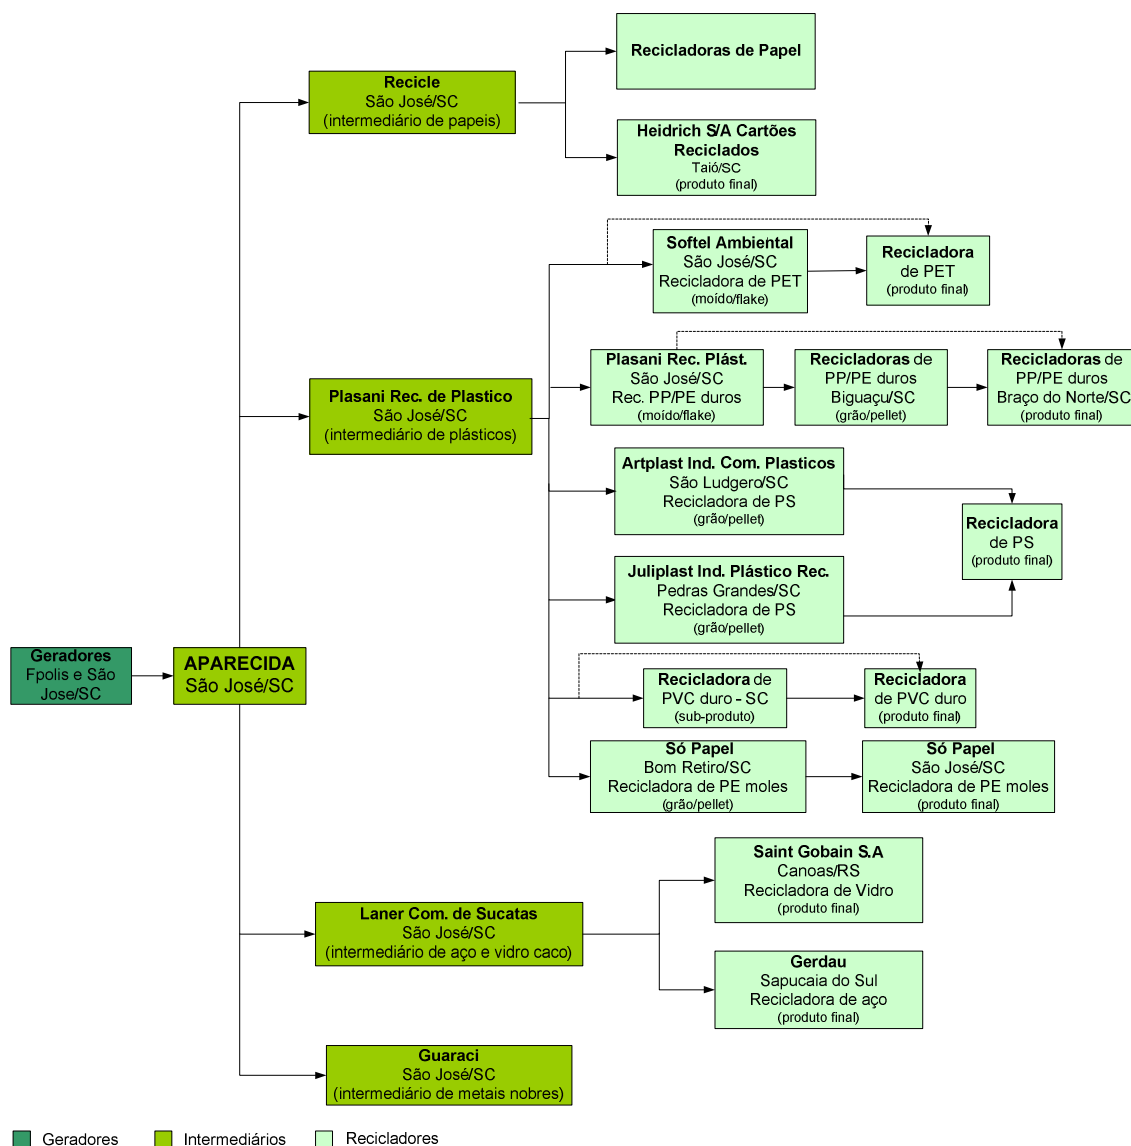 Recicladoras de Papel
Recicle
São José/SC
(intermediário de papeis)
Heidrich S/A Cartões
Reciclados
Taió/SC
(produto final)
Softel Ambiental
São José/SC
Recicladora de PET
(moído/flake)
Recicladora
de PET
(produto final)
Plasani Rec. Plást.
São José/SC
Rec. PP/PE duros
(moído/flake)
Recicladoras de
PP/PE duros
Biguaçu/SC
(grão/pellet)
Recicladoras de
PP/PE duros
Braço do Norte/SC
(produto final)
Plasani Rec. de Plastico
São José/SC
(intermediário de plásticos)
Artplast Ind. Com. Plasticos
São Ludgero/SC
Recicladora de PS
(grão/pellet)
Recicladora
de PS
(produto final)
Juliplast Ind. Plástico Rec.
Pedras Grandes/SC
Recicladora de PS
(grão/pellet)
Geradores
Fpolis e São
Jose/SC
APARECIDA
São José/SC
Recicladora de
PVC duro - SC
(sub-produto)
Recicladora
de PVC duro
(produto final)
Só Papel
Bom Retiro/SC
Recicladora de PE moles
(grão/pellet)
Só Papel
São José/SC
Recicladora de PE moles
(produto final)
Saint Gobain S.A
Canoas/RS
Recicladora de Vidro
(produto final)
Laner Com. de Sucatas
São José/SC
(intermediário de aço e vidro caco)
Gerdau
Sapucaia do Sul
Recicladora de aço
(produto final)
Guaraci
São José/SC
(intermediário de metais nobres)
Geradores
Intermediários
Recicladores